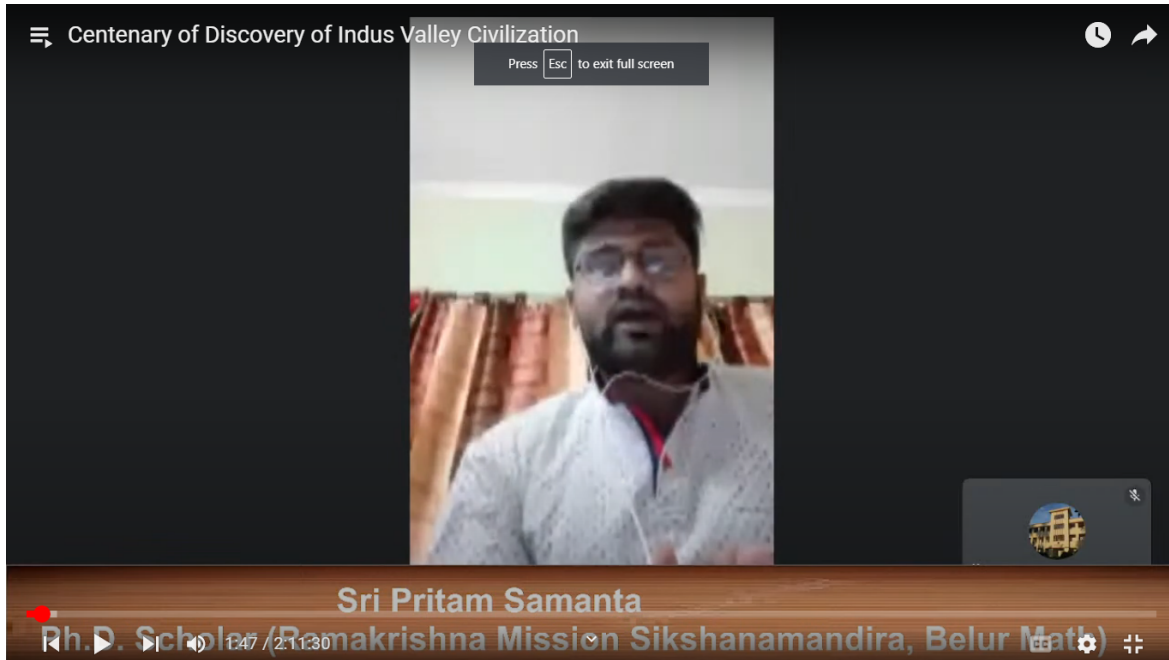 Centenary of Discovery of Indus Valley Civilization
Press Esc to exit full screen
Sri Pritam Samanta
Ph.D. Scholar (Ramakrishna Mission Sikshanamandira, Belur Math)
1:47 / 2:11:30